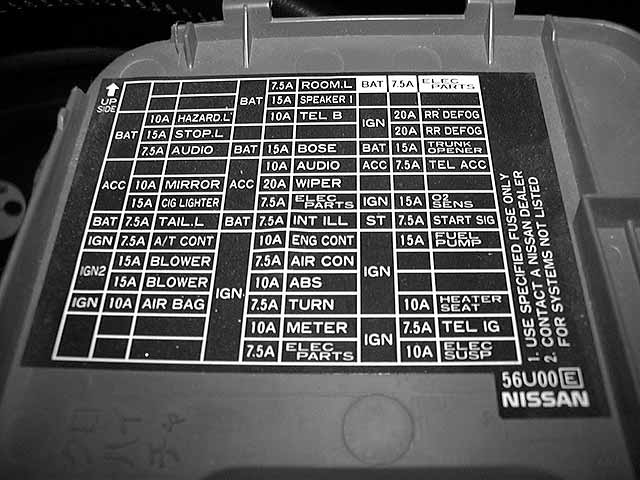 UP SIDE
7.5A ROOM.L BAT 7.5A ELEC PARTS
BAT 15A SPEAKER I
10A HAZARD.L 10A TEL B IGN 20A RR DEFOG
BAT 15A STOP.L 20A RR DEFOG
7.5A AUDIO BAT 15A BOSE BAT 15A TRUNK OPENER
10A AUDIO ACC 7.5A TEL ACC
ACC 10A MIRROR ACC 20A WIPER
15A CIG LIGHTER 7.5A ELEC PARTS IGN 15A O2 SENS
BAT 7.5A TAIL.L BAT 7.5A INT ILL ST 7.5A START SIG
IGN 7.5A A/T CONT 10A ENG CONT 15A FUEL PUMP
IGN2 15A BLOWER 7.5A AIR CON IGN
15A BLOWER IGN 10A ABS
IGN 10A AIR BAG 7.5A TURN 10A HEATER SEAT
10A METER IGN 7.5A TEL IG
7.5A ELEC PARTS 10A ELEC SUSP
1. USE SPECIFIED FUSE ONLY
2. CONTACT A NISSAN DEALER
FOR SYSTEMS NOT LISTED
56U00 E
NISSAN